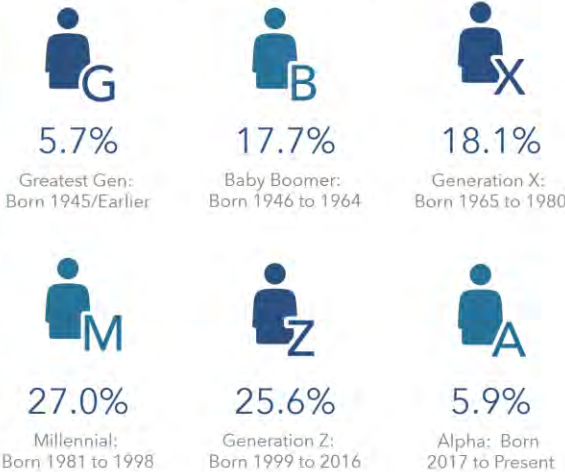 G
B
X
5.7%
17.7%
18.1%
Greatest Gen:
Born 1945/Earlier
Baby Boomer:
Born 1946 to 1964
Generation X:
Born 1965 to 1980
M
Z
A
27.0%
25.6%
5.9%
Millennial:
Born 1981 to 1998
Generation Z:
Born 1999 to 2016
Alpha: Born
2017 to Present